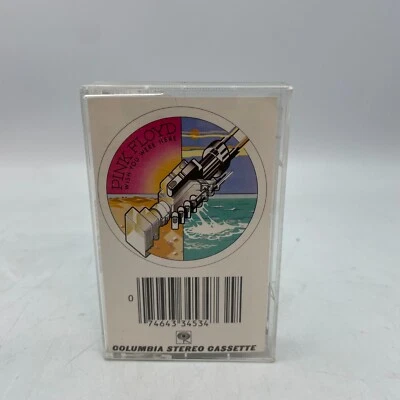 PINK FLOYD
WISH YOU WERE HERE
0
74643 34534
COLUMBIA STEREO CASSETTE